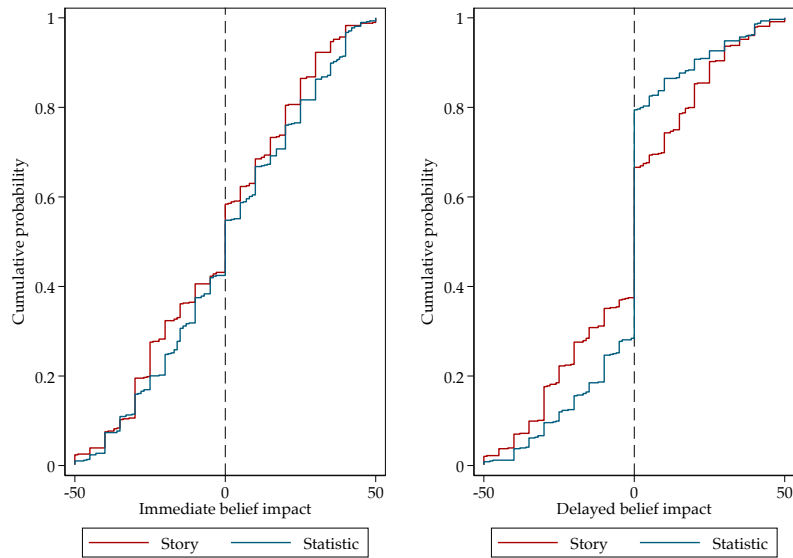 Cumulative probability
1
0.8
0.6
0.4
0.2
0
-50 0 50
Immediate belief impact
Story Statistic
Cumulative probability
1
0.8
0.6
0.4
0.2
0
-50 0 50
Delayed belief impact
Story Statistic